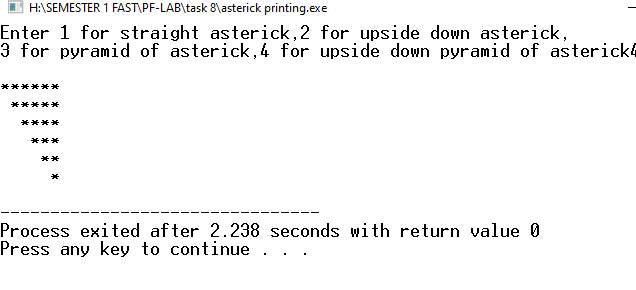 H:\SEMESTER 1 FAST\PF-LAB\task 8\asterick printing.exe
Enter 1 for straight asterick,2 for upside down asterick,
3 for pyramid of asterick,4 for upside down pyramid of asterick4
******
 *****
  ****
   ***
    **
     *
--------------------------------
Process exited after 2.238 seconds with return value 0
Press any key to continue . . .